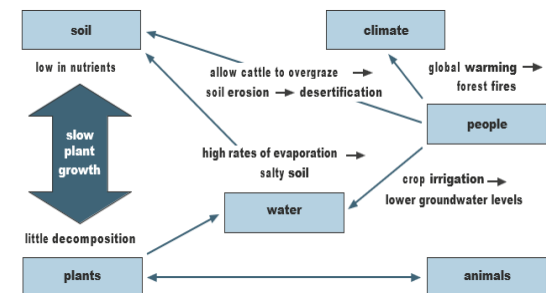 soil
climate
low in nutrients
allow cattle to overgraze →
soil erosion → desertification
global warming →
forest fires
people
slow
plant
growth
high rates of evaporation →
salty soil
crop irrigation →
lower groundwater levels
water
little decomposition
plants
animals